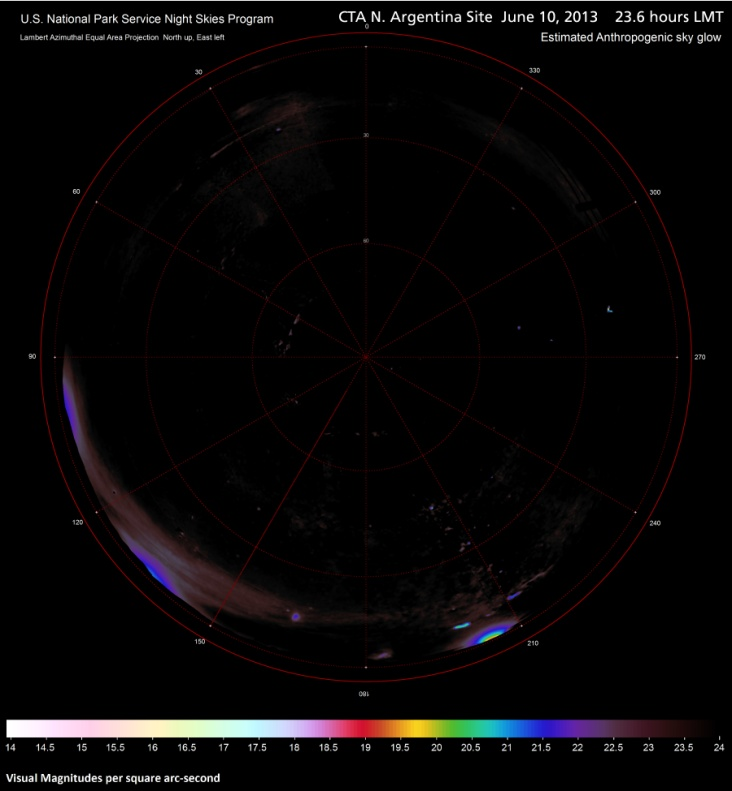 U.S. National Park Service Night Skies Program
CTA N. Argentina Site June 10, 2013 23.6 hours LMT
Lambert Azimuthal Equal Area Projection North up, East left
Estimated Anthropogenic sky glow
0
30
330
30
60
300
60
90
270
120
240
150
210
180
14 14.5 15 15.5 16 16.5 17 17.5 18 18.5 19 19.5 20 20.5 21 21.5 22 22.5 23 23.5 24
Visual Magnitudes per square arc-second